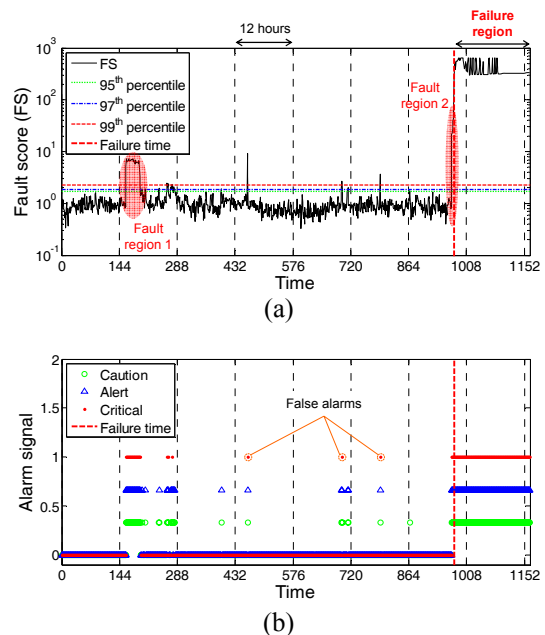 12 hours
Failure region
10^3
10^2
10^1
10^0
10^-1
Fault score (FS)
FS
95th percentile
97th percentile
99th percentile
Failure time
Fault region 2
Fault region 1
0 144 288 432 576 720 864 1008 1152
Time
(a)
2
1.5
1
0.5
0
Alarm signal
Caution
Alert
Critical
Failure time
False alarms
0 144 288 432 576 720 864 1008 1152
Time
(b)